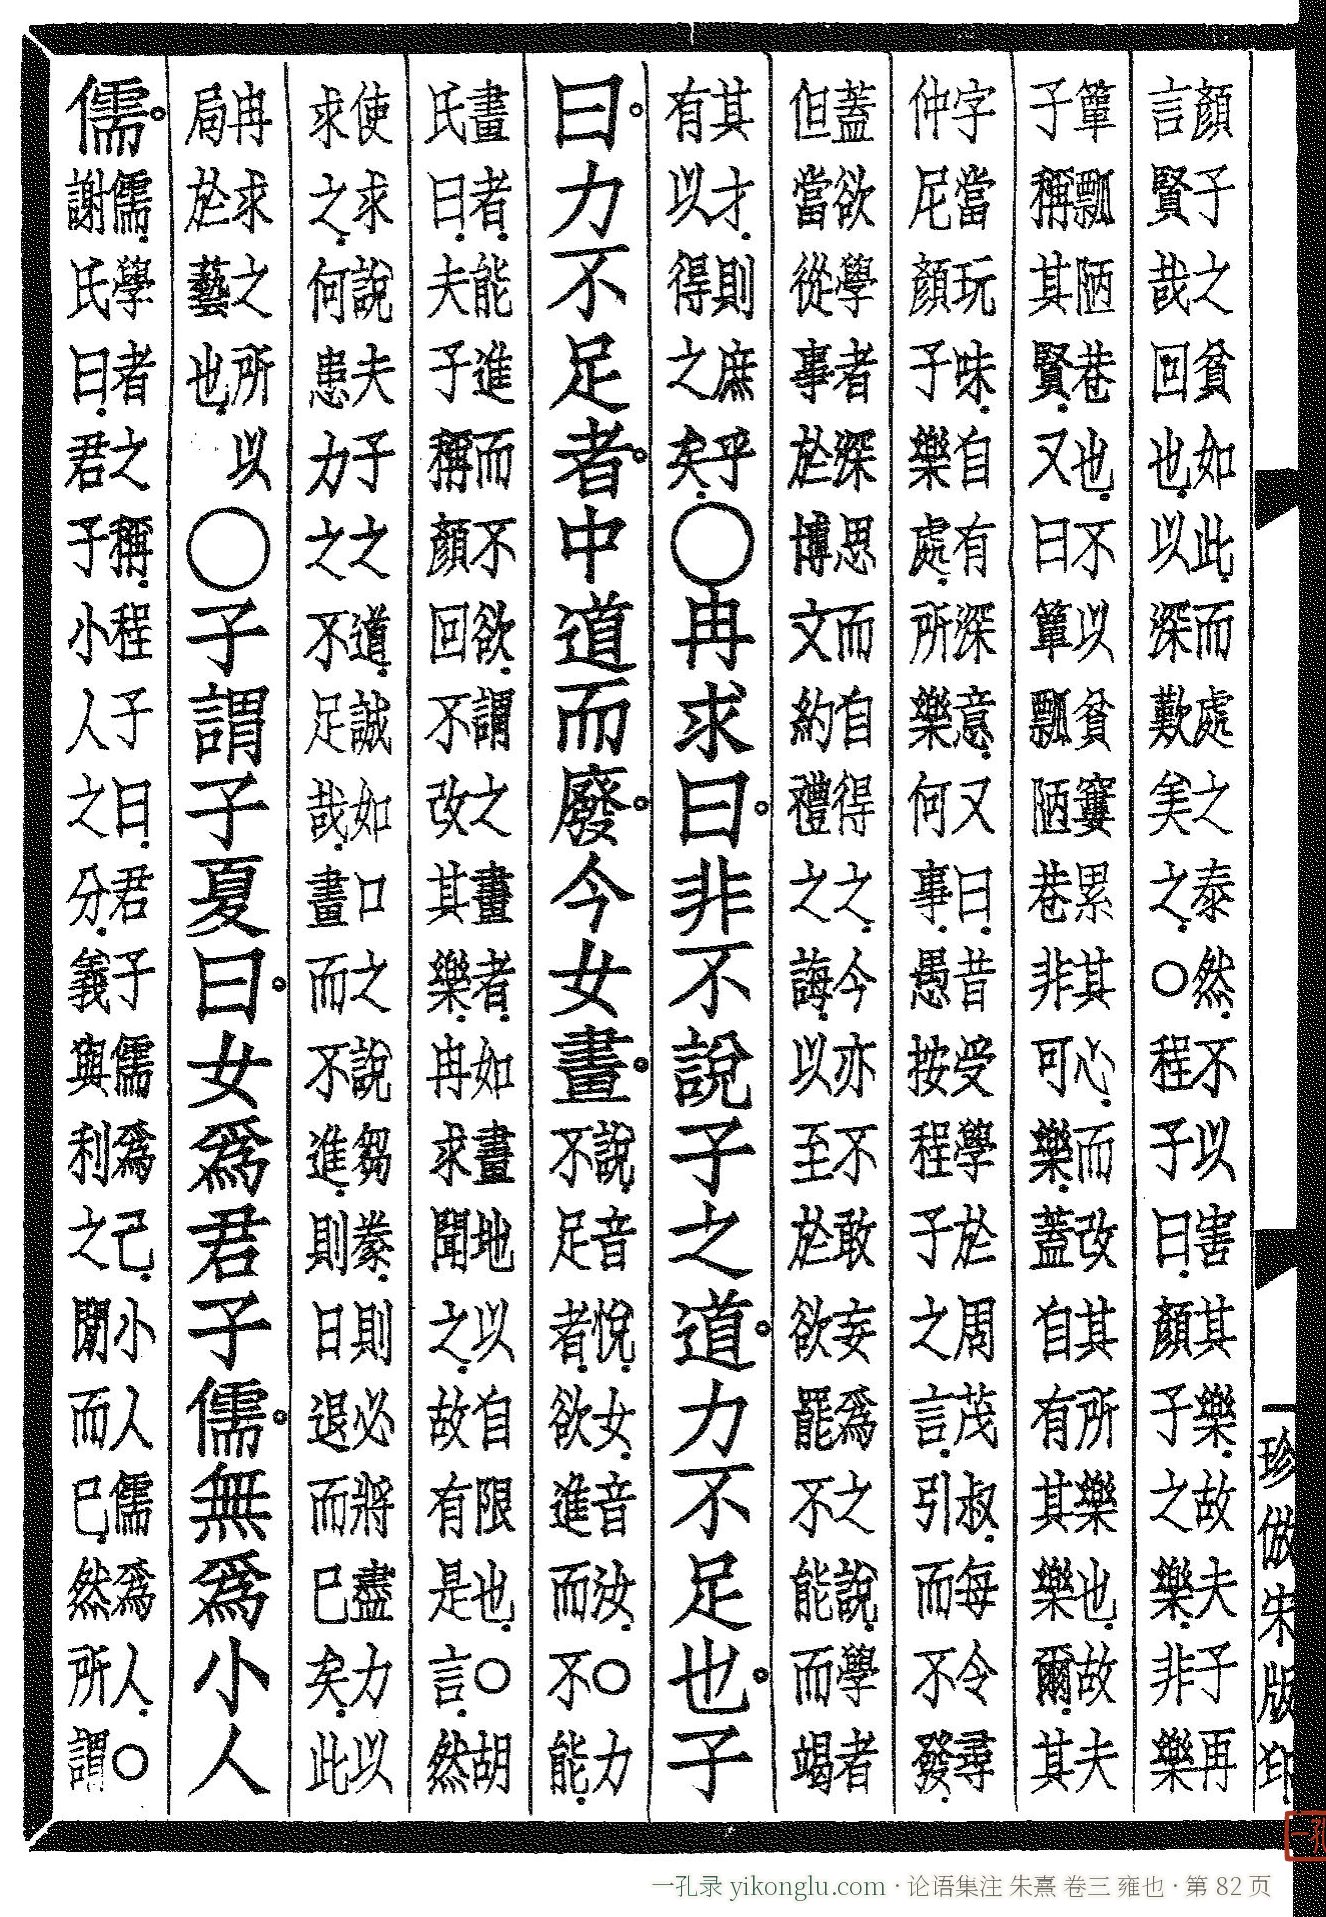 珍倣宋版印
顏子之貧如此而處之泰然不以害其樂故夫子再
言賢哉回也以深歎美之○程子曰顏子之樂非樂
簞瓢陋巷也不以貧窶累其心而改其所樂也故夫
子稱其賢又曰簞瓢陋巷非可樂蓋自有其樂爾其
字當玩味自有深意又曰昔受學於周茂叔每令尋
仲尼顏子樂處所樂何事愚按程子之言引而不發
蓋欲學者深思而自得之今亦不敢妄爲之說學者
但當從事於博文約禮之誨以至於欲罷不能而竭
其才則庶乎
有以得之矣
○冉求曰非不說子之道力不足也子
曰力不足者中道而廢今女畫
說音悅女音汝○力
不足者欲進而不能
畫者能進而不欲謂之畫者如畫地以自限也○胡
氏曰夫子稱顏回不改其樂冉求聞之故有是言然
使求說夫子之道誠如口之說芻豢則必將盡力以
求之何患力之不足哉畫而不進則日退而已矣此
冉求之所以
局於藝也
○子謂子夏曰女爲君子儒無爲小人
儒
儒學者之稱程子曰君子儒爲己小人儒爲人○
謝氏曰君子小人之分義與利之閒而已然所謂
一孔录 yikonglu.com · 论语集注 朱熹 卷三 雍也 · 第 82 页